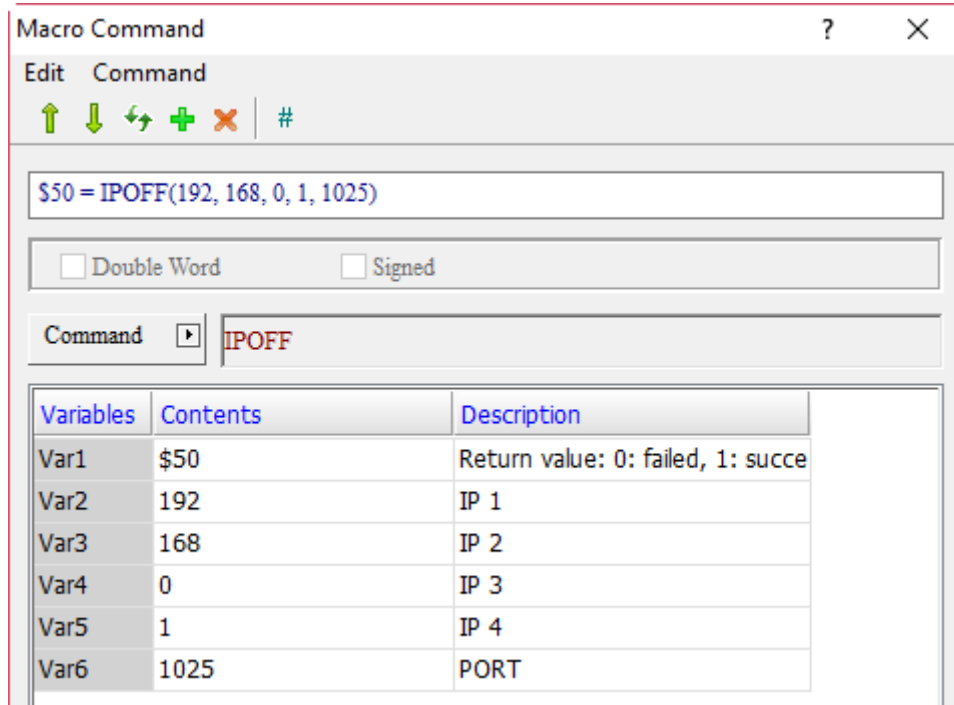 Macro Command ?
Edit Command
#
$50 = IPOFF(192, 168, 0, 1, 1025)
Double Word Signed
Command IPOFF
Variables Contents Description
Var1 $50 Return value: 0: failed, 1: succe
Var2 192 IP 1
Var3 168 IP 2
Var4 0 IP 3
Var5 1 IP 4
Var6 1025 PORT